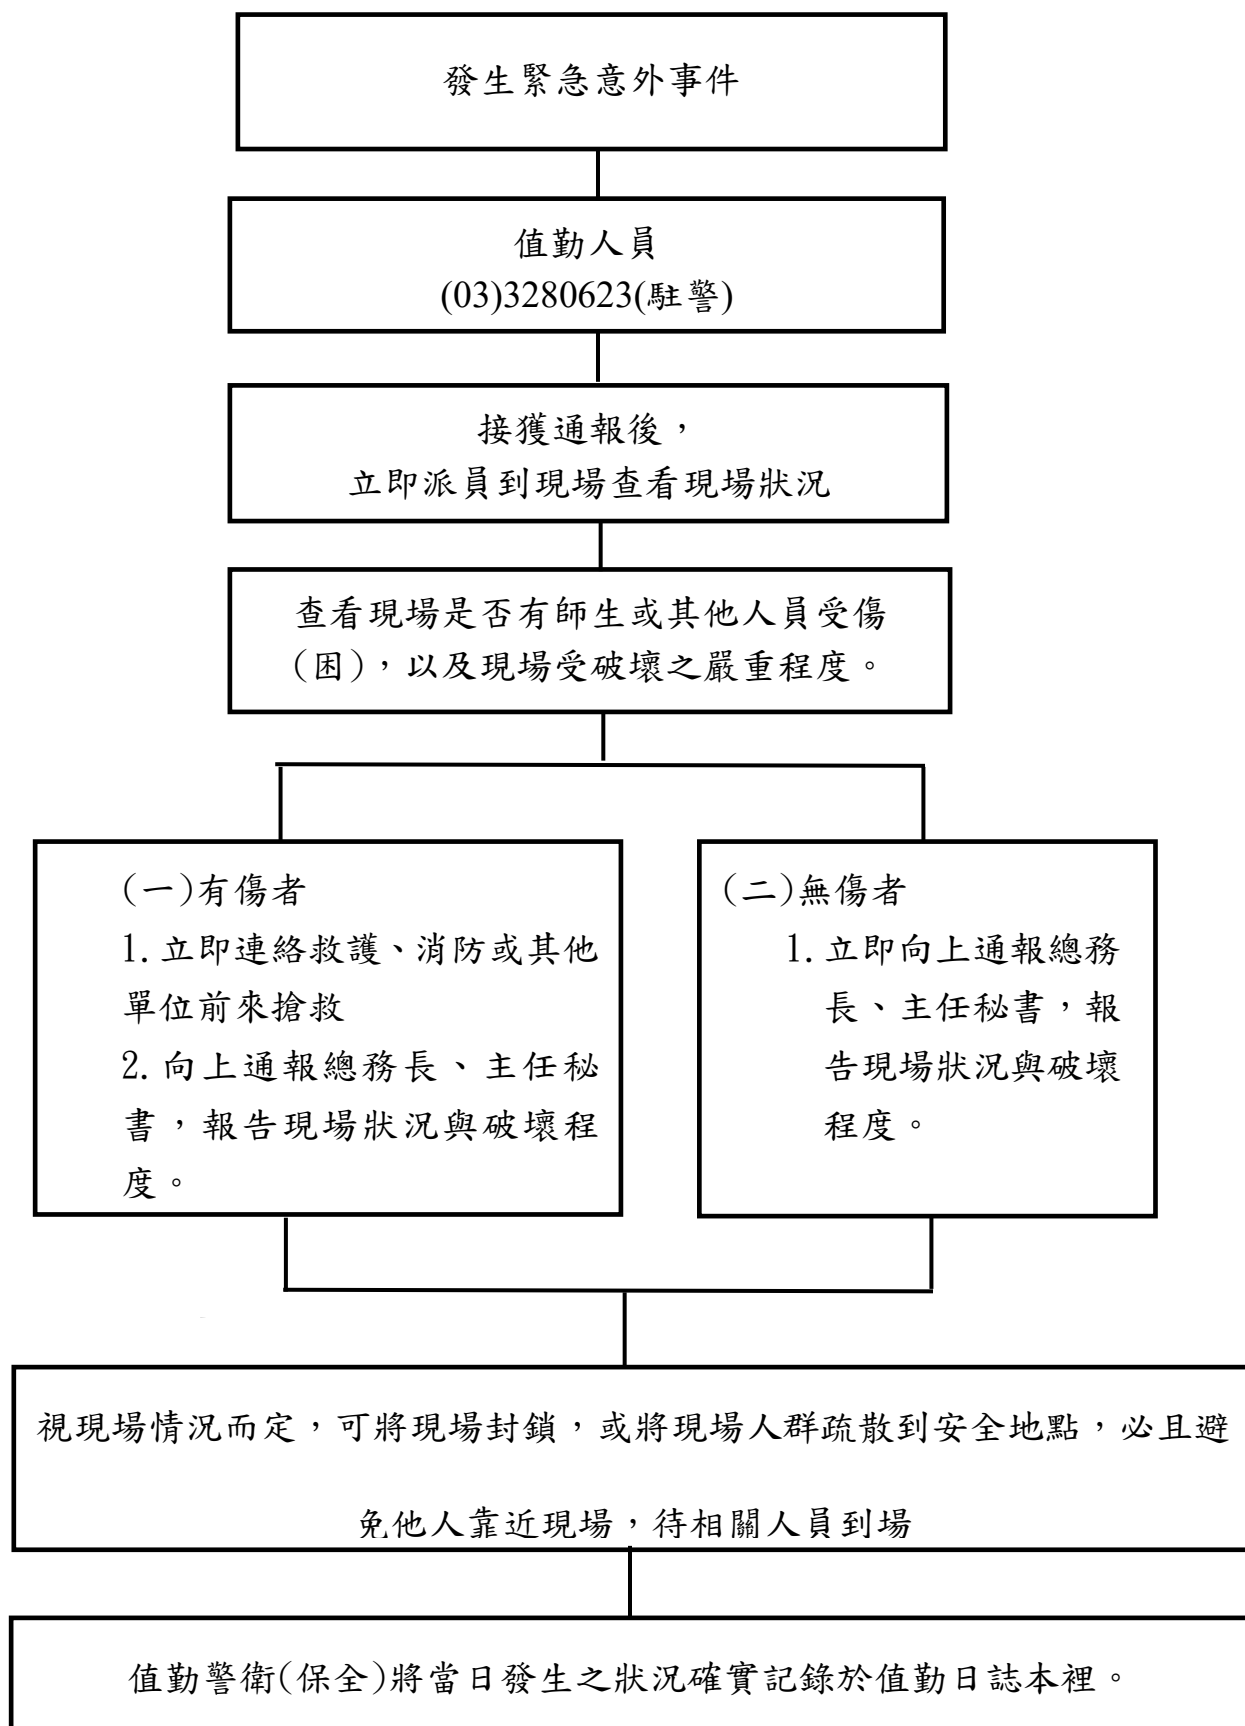 發生緊急意外事件
值勤人員
(03)3280623(駐警)
接獲通報後，
立即派員到現場查看現場狀況
查看現場是否有師生或其他人員受傷
(困)，以及現場受破壞之嚴重程度。
(一)有傷者
1.立即連絡救護、消防或其他
單位前來搶救
2.向上通報總務長、主任秘
書，報告現場狀況與破壞程
度。
(二)無傷者
1.立即向上通報總務
長、主任秘書，報
告現場狀況與破壞
程度。
視現場情況而定，可將現場封鎖，或將現場人群疏散到安全地點，必且避
免他人靠近現場，待相關人員到場
值勤警衛(保全)將當日發生之狀況確實記錄於值勤日誌本裡。